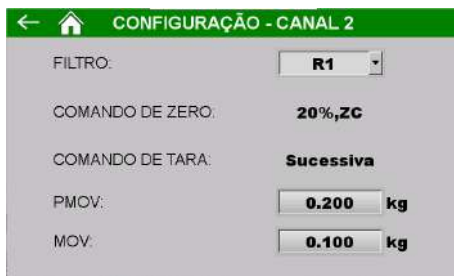 CONFIGURAÇÃO - CANAL 2
FILTRO: R1
COMANDO DE ZERO: 20%,ZC
COMANDO DE TARA: Sucessiva
PMOV: 0.200 kg
MOV: 0.100 kg